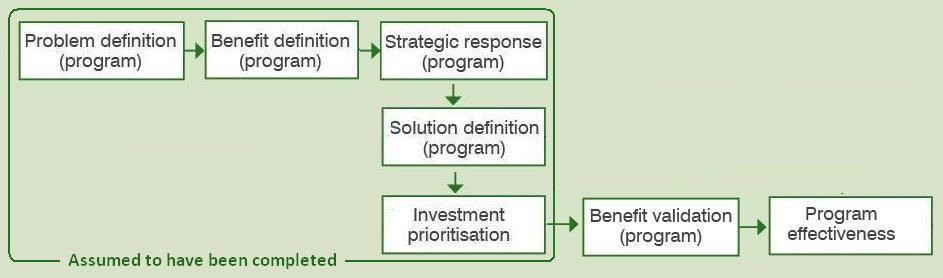 Problem definition
(program)
Benefit definition
(program)
Strategic response
(program)
Solution definition
(program)
Investment
prioritisation
Benefit validation
(program)
Program
effectiveness
Assumed to have been completed